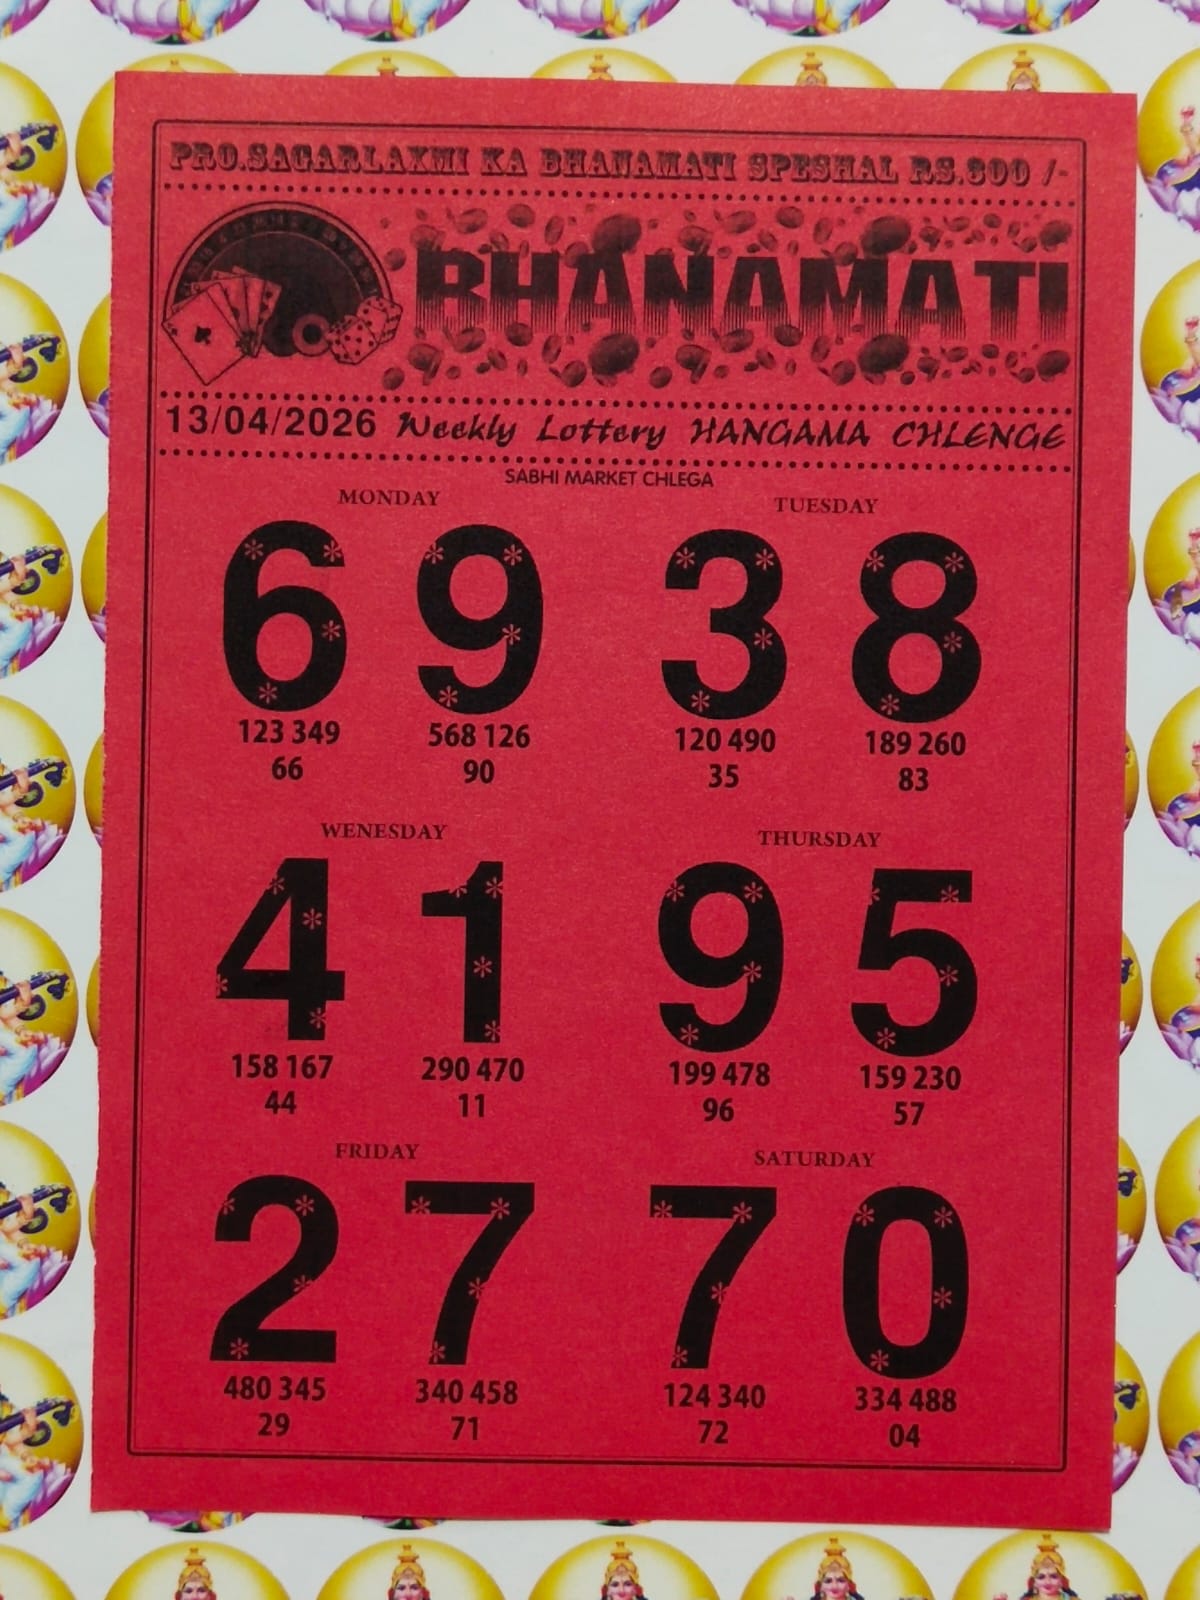 PRO.SAGARLAXMI KA BHANAMATI SPESHAL RS.300 /-
BHANAMATI
13/04/2026 Weekly Lottery HANGAMA CHLENGE
SABHI MARKET CHLEGA
MONDAY TUESDAY
6 9 3 8
123 349 568 126 120 490 189 260
66 90 35 83
WENESDAY THURSDAY
4 1 9 5
158 167 290 470 199 478 159 230
44 11 96 57
FRIDAY SATURDAY
2 7 7 0
480 345 340 458 124 340 334 488
29 71 72 04